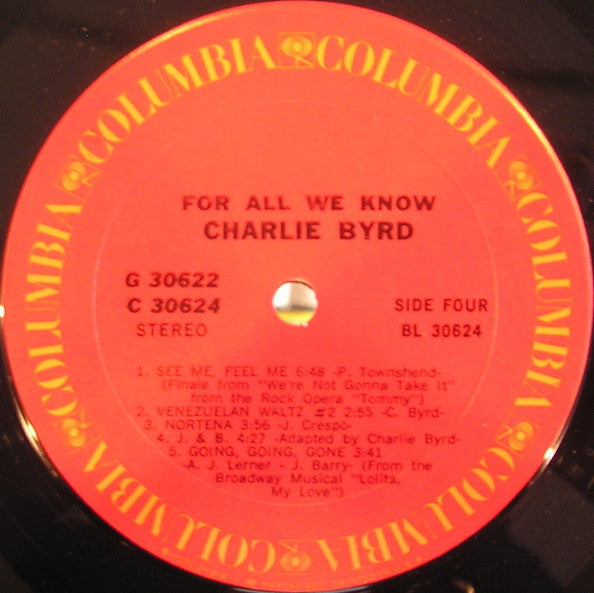 COLUMBIA COLUMBIA COLUMBIA COLUMBIA COLUMBIA COLUMBIA
FOR ALL WE KNOW
CHARLIE BYRD
G 30622
C 30624
STEREO
SIDE FOUR
BL 30624
1. SEE ME, FEEL ME 6:48 -P. Townshend-
(Finale from "We're Not Gonna Take It"
from the Rock Opera "Tommy")
2. VENEZUELAN WALTZ #2 2:55 -C. Byrd-
3. NORTENA 3:56 -J. Crespo-
4. J. & B. 4:27 -Adapted by Charlie Byrd-
5. GOING, GOING, GONE 3:41
-A. J. Lerner - J. Barry- (From the
Broadway Musical "Lolita,
My Love")